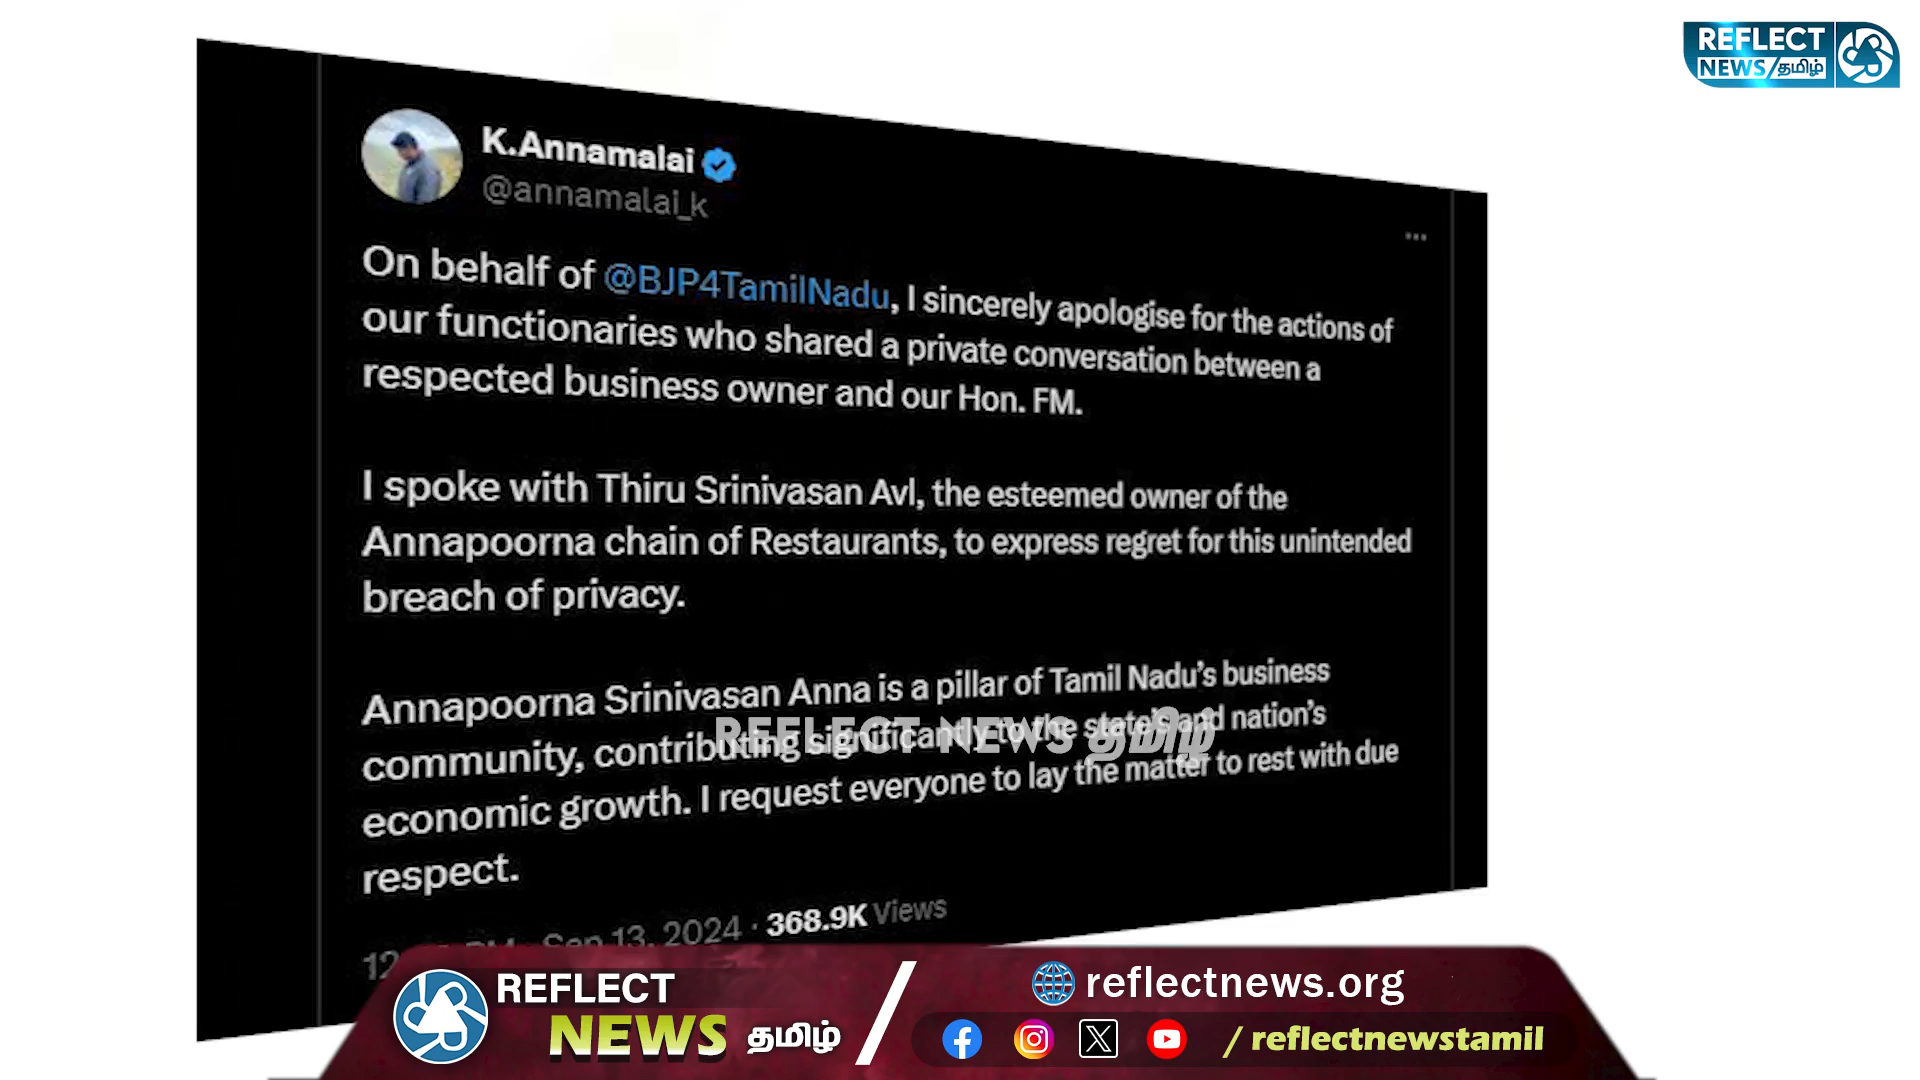 REFLECT
NEWS/தமிழ்
K.Annamalai
@annamalai_k
On behalf of @BJP4TamilNadu, I sincerely apologise for the actions of
our functionaries who shared a private conversation between a
respected business owner and our Hon. FM.
I spoke with Thiru Srinivasan Avl, the esteemed owner of the
Annapoorna chain of Restaurants, to express regret for this unintended
breach of privacy.
Annapoorna Srinivasan Anna is a pillar of Tamil Nadu's business
community, contributing significantly to the state's and nation's
economic growth. I request everyone to lay the matter to rest with due
respect.
REFLECT NEWS தமிழ்
Sep 13, 2024 · 368.9K Views
REFLECT
NEWS தமிழ்
reflectnews.org
/ reflectnewstamil